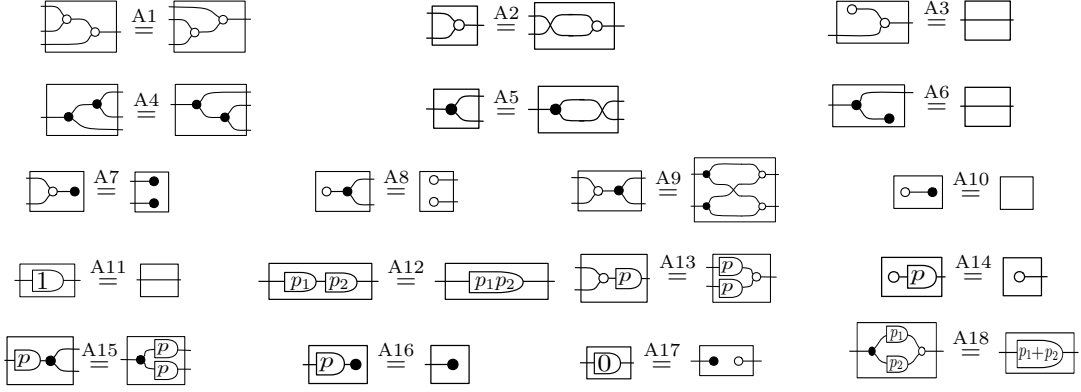 A1 = A2 = A3 =
A4 = A5 = A6 =
A7 = A8 = A9 = A10 =
1 A11 = p₁ p₂ A12 = p₁p₂ p A13 = p p p A14 =
p A15 = p p p A16 = 0 A17 = p₁ p₂ A18 = p₁+p₂